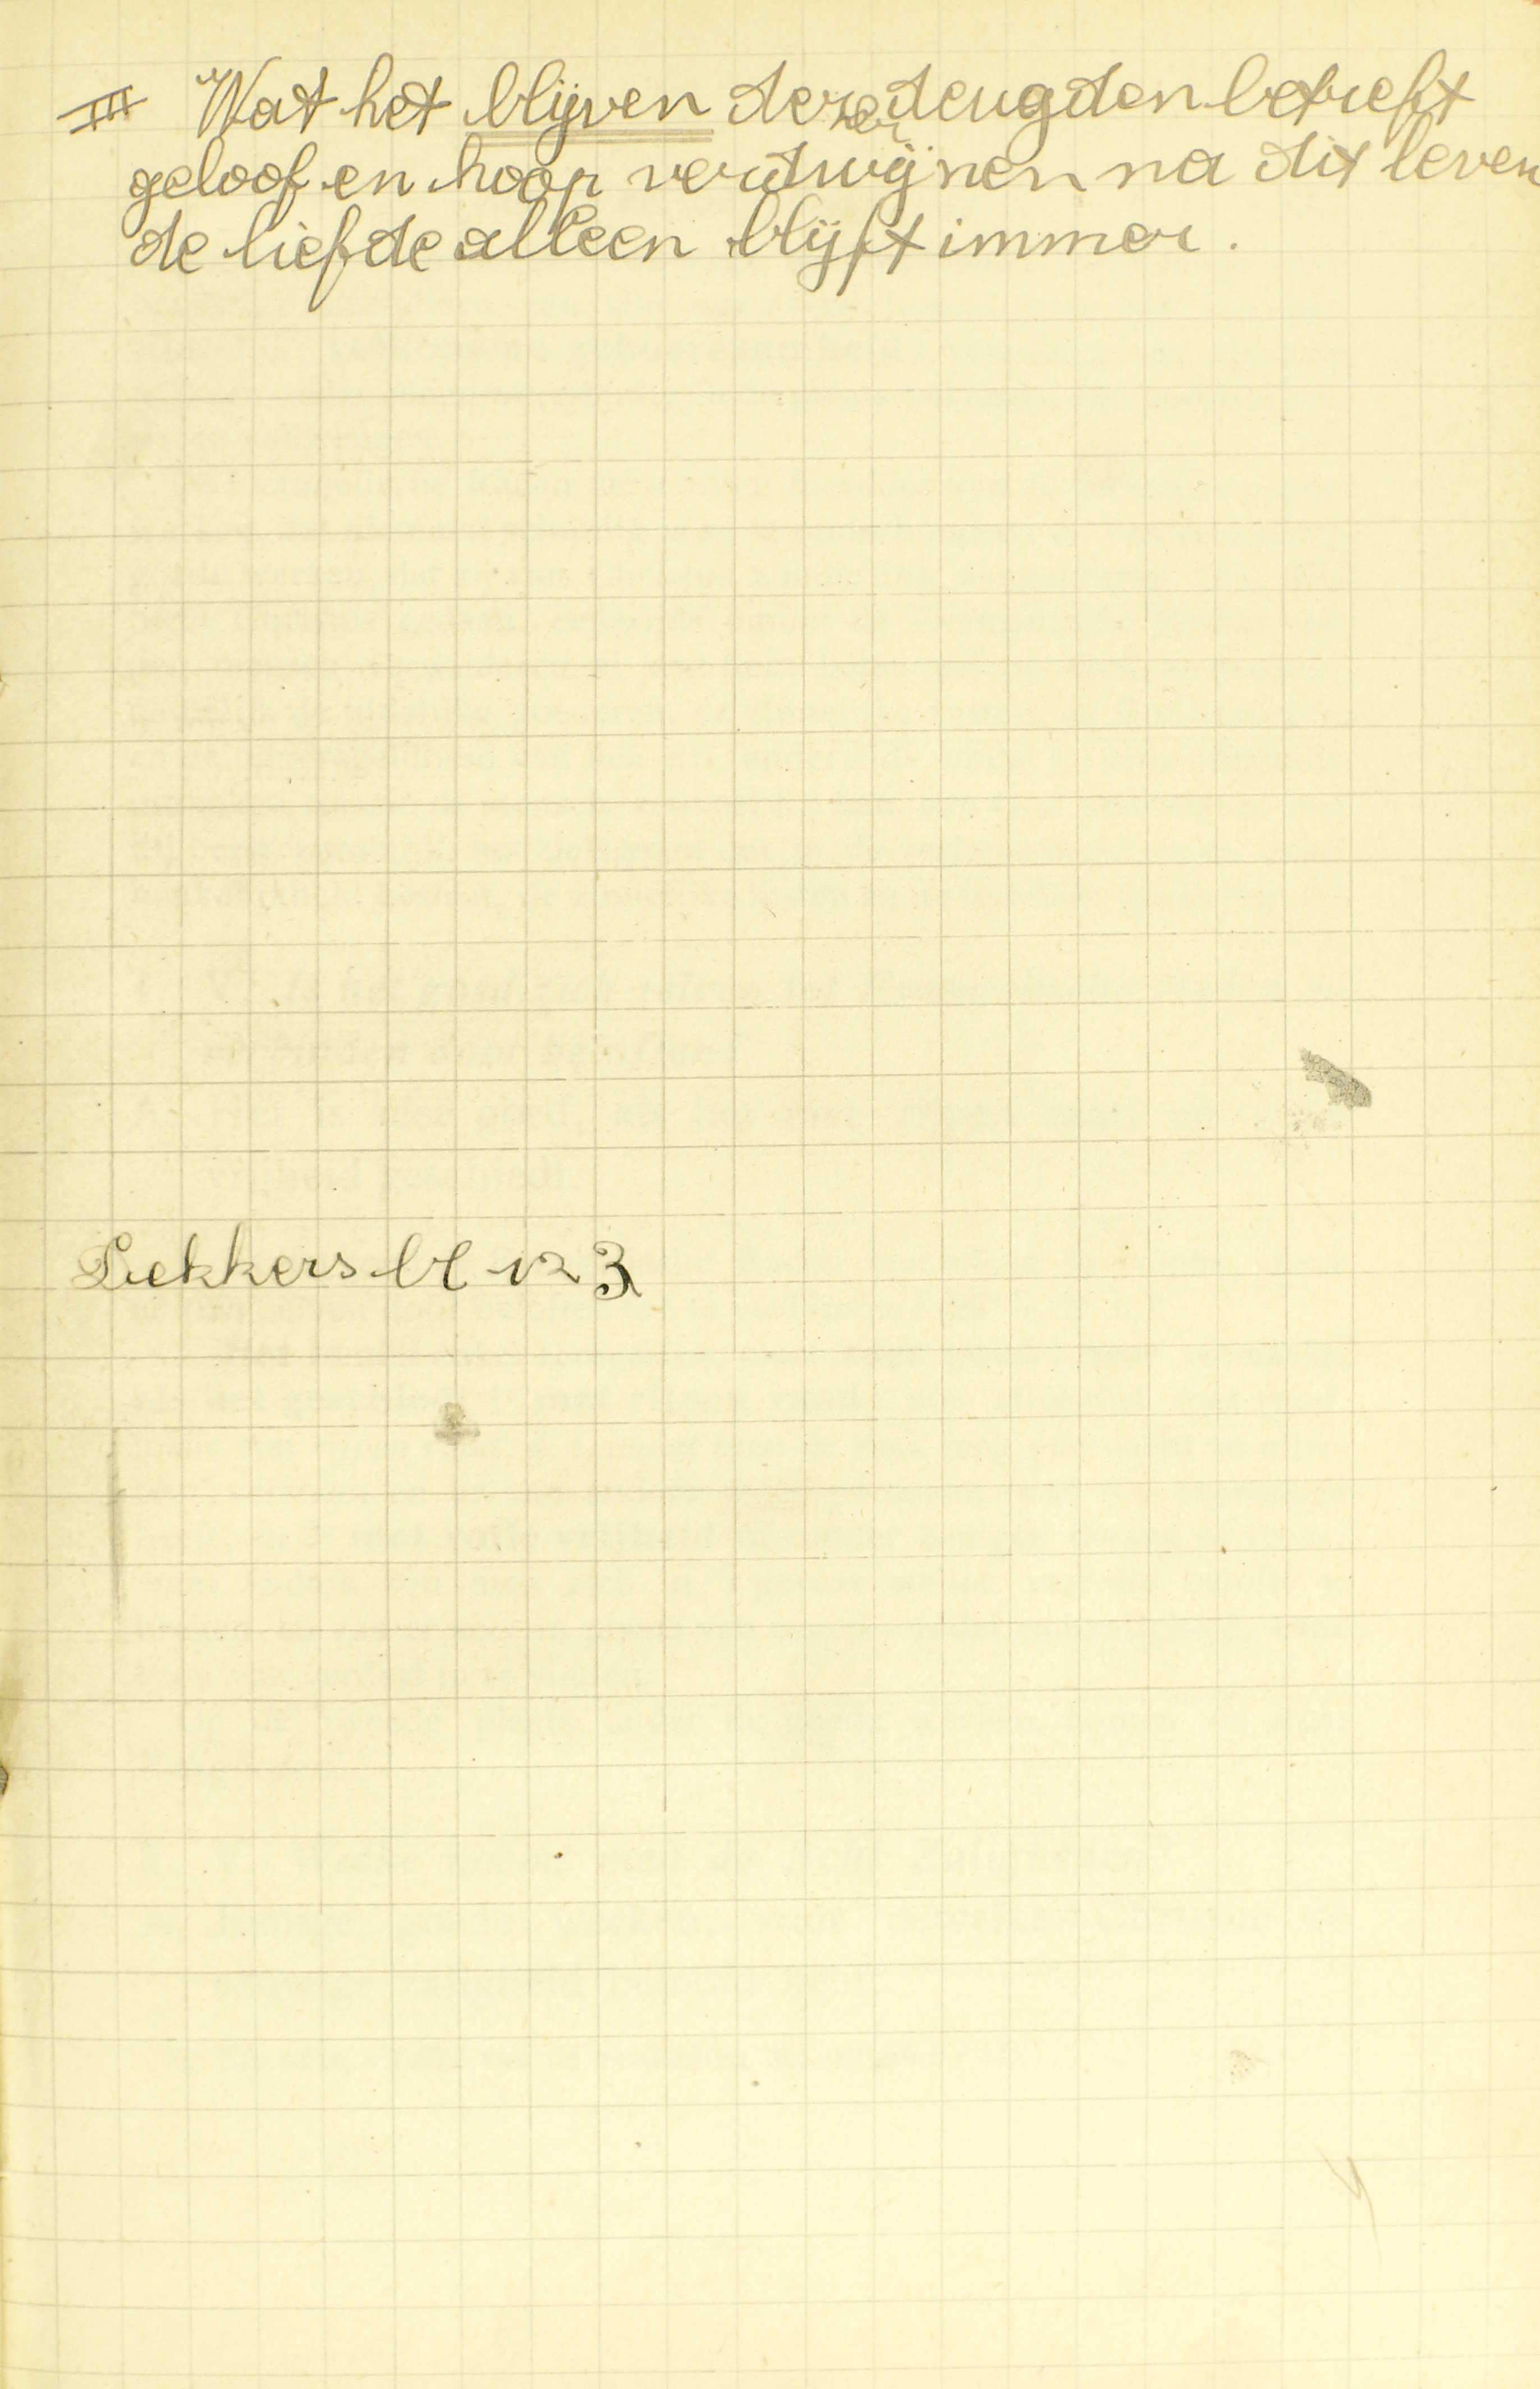 III Wat het blijven dezer deugden betreft
geloof en hoop verdwijnen na dit leven
de liefde alleen blijft immer.
Lekkers bl 123